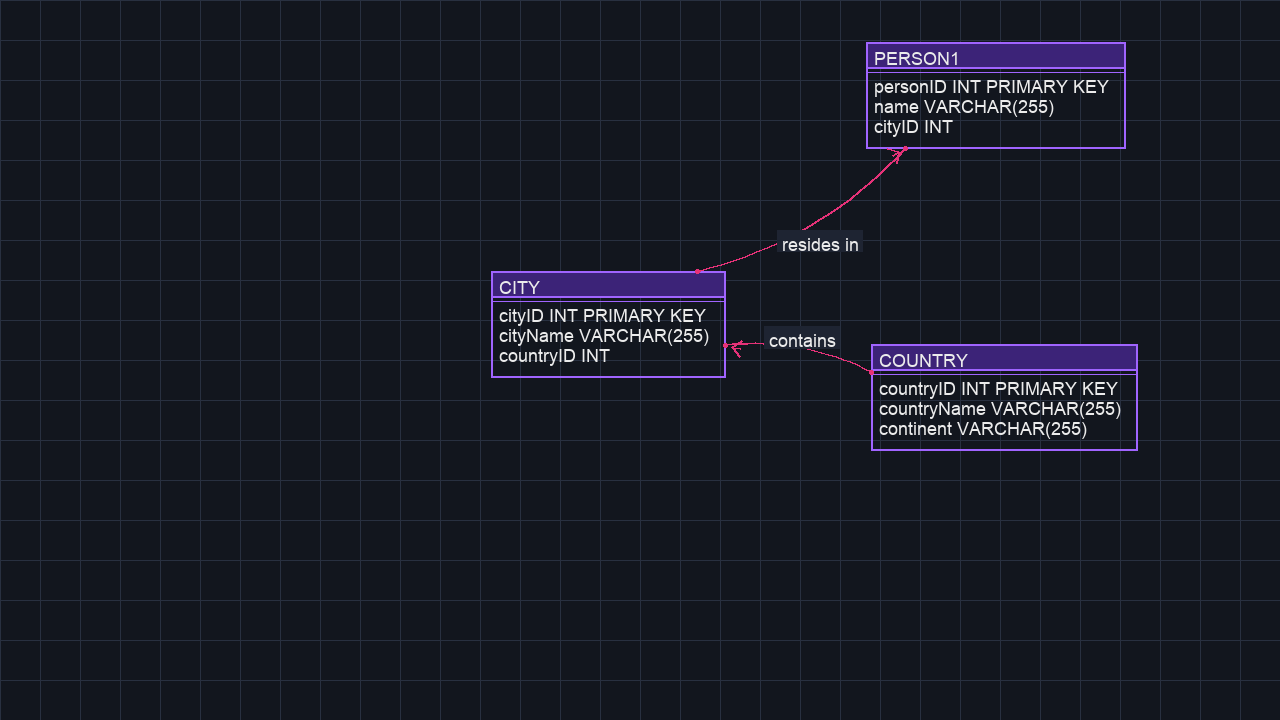 PERSON1
personID INT PRIMARY KEY
name VARCHAR(255)
cityID INT
resides in
CITY
cityID INT PRIMARY KEY
cityName VARCHAR(255)
countryID INT
contains
COUNTRY
countryID INT PRIMARY KEY
countryName VARCHAR(255)
continent VARCHAR(255)